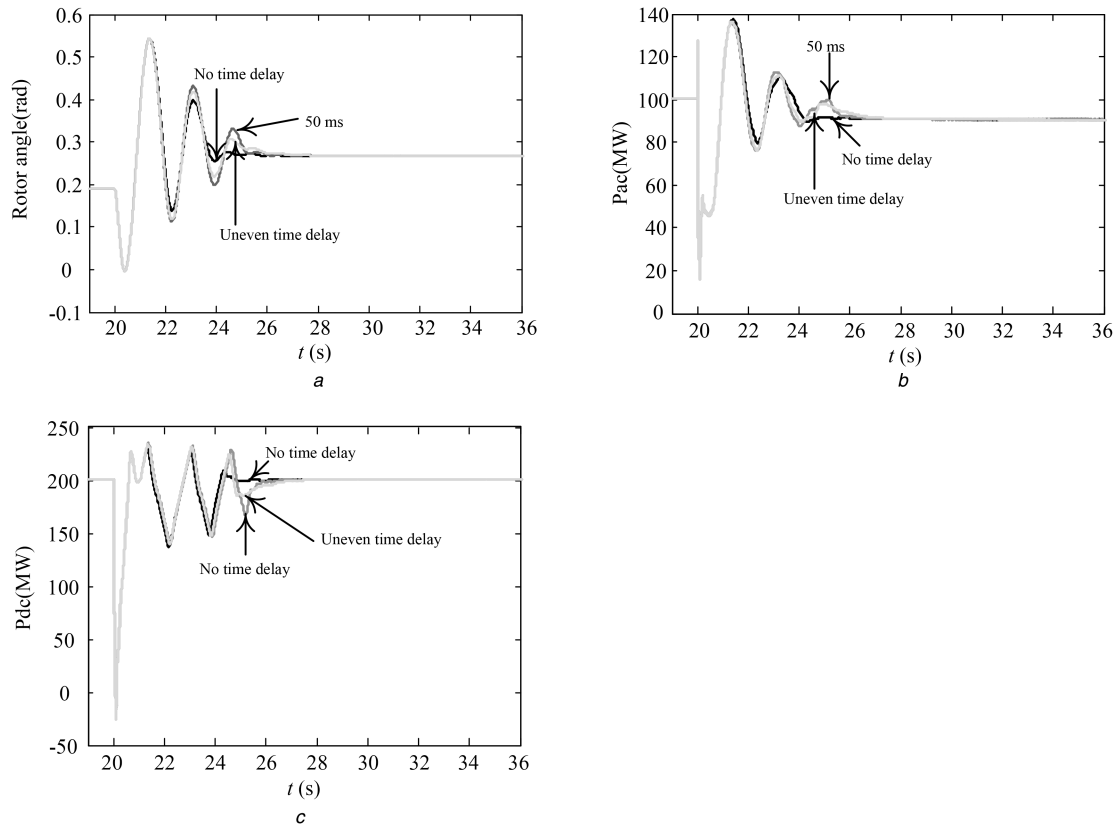 0.6
0.5
0.4
0.3
0.2
0.1
0
-0.1
Rotor angle(rad)
No time delay
50 ms
Uneven time delay
20 22 24 26 28 30 32 34 36
t (s)
a
140
120
100
80
60
40
20
0
Pac(MW)
50 ms
No time delay
Uneven time delay
20 22 24 26 28 30 32 34 36
t (s)
b
250
200
150
100
50
0
-50
Pdc(MW)
No time delay
Uneven time delay
No time delay
20 22 24 26 28 30 32 34 36
t (s)
c